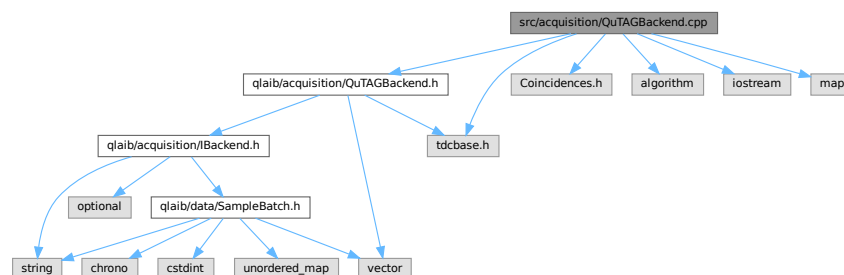 src/acquisition/QuTAGBackend.cpp
qlaib/acquisition/QuTAGBackend.h
Coincidences.h
algorithm
iostream
map
qlaib/acquisition/IBackend.h
tdcbase.h
optional
qlaib/data/SampleBatch.h
string
chrono
cstdint
unordered_map
vector